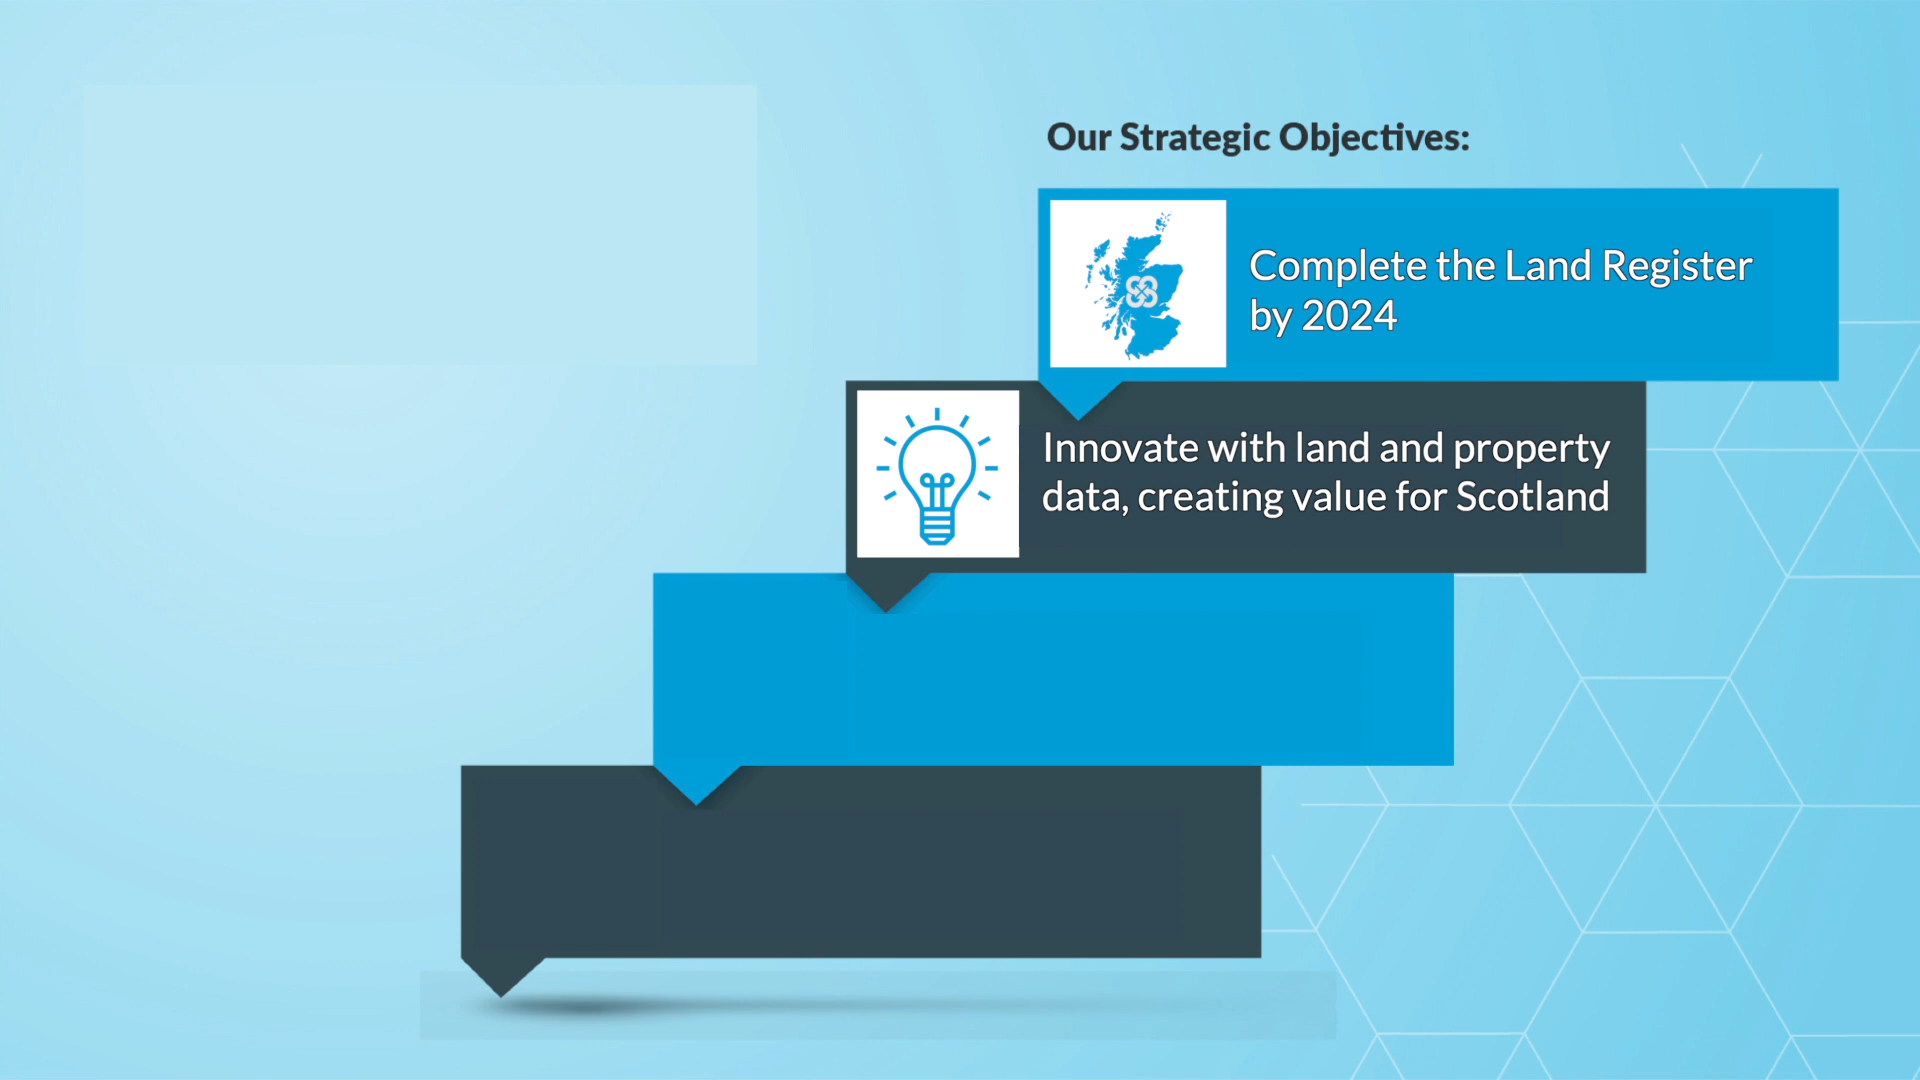 Our Strategic Objectives:
Complete the Land Register
by 2024
Innovate with land and property
data, creating value for Scotland